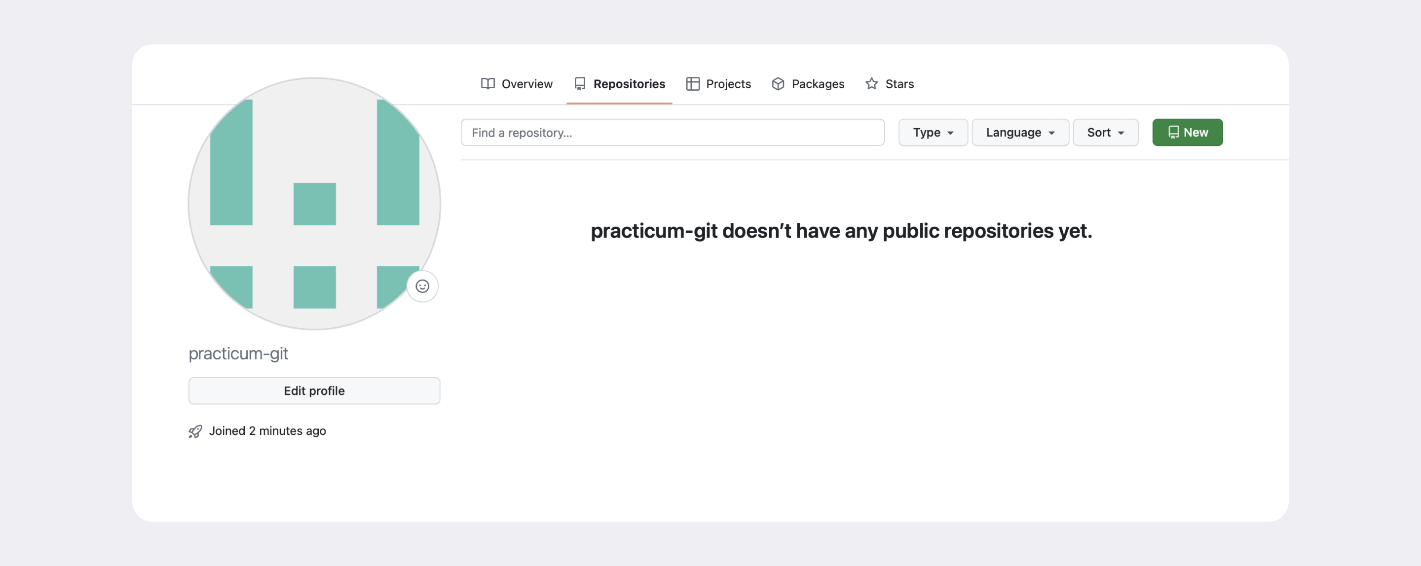 Overview Repositories Projects Packages Stars
Find a repository...
Type Language Sort New
practicum-git doesn’t have any public repositories yet.
practicum-git
Edit profile
Joined 2 minutes ago